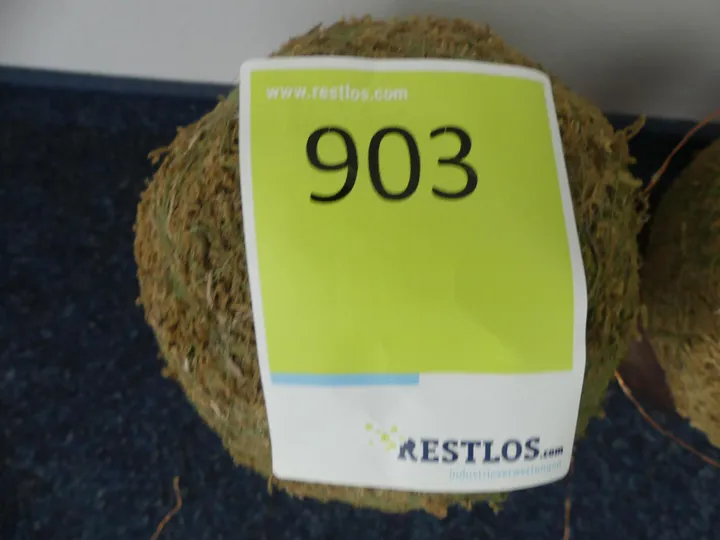 www.restlos.com
903
RESTLOS.com
industrieverwertungen